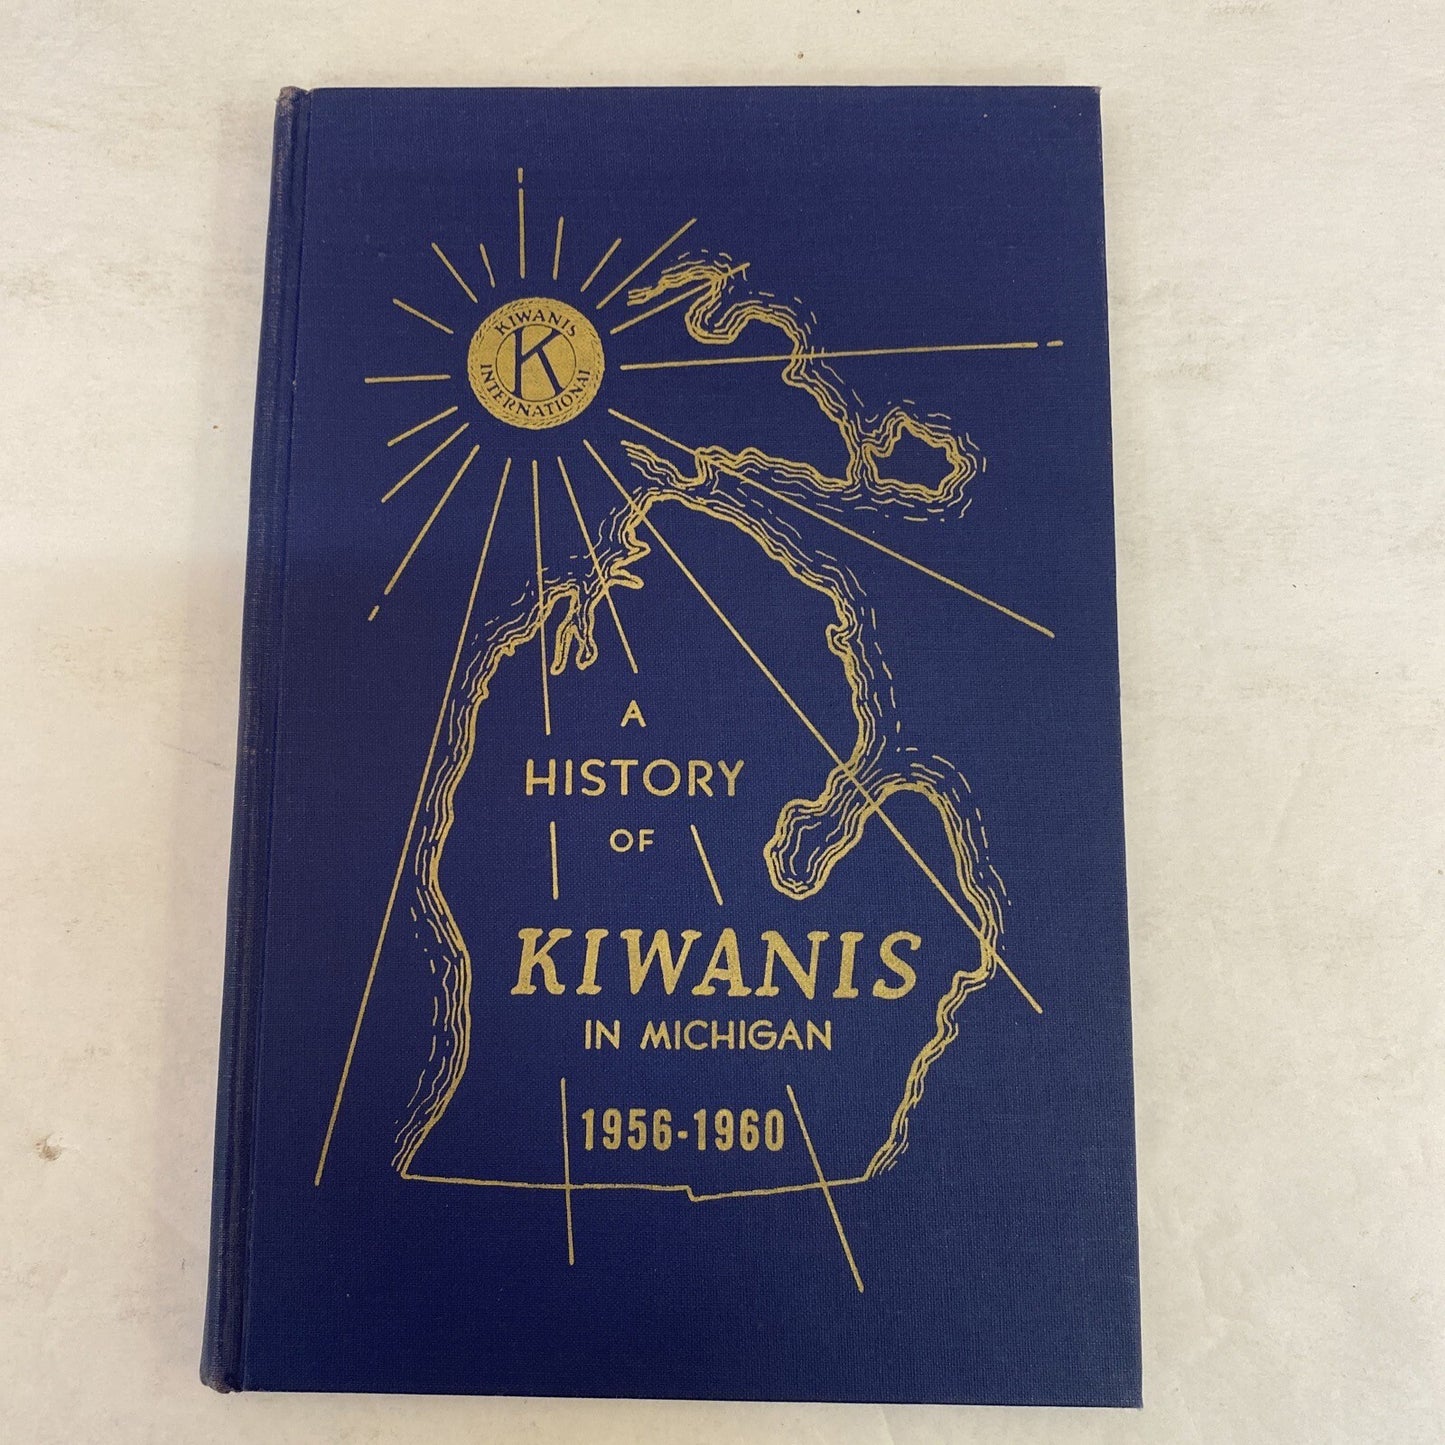 KIWANIS
K
INTERNATIONAL
A
HISTORY
OF
KIWANIS
IN MICHIGAN
1956-1960